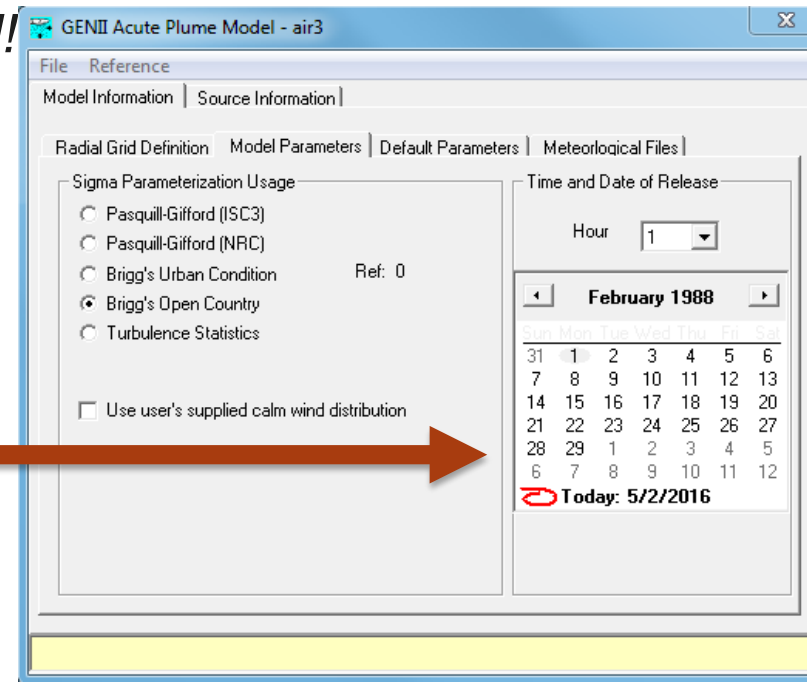 !!
GENII Acute Plume Model - air3
File Reference
Model Information Source Information
Radial Grid Definition Model Parameters Default Parameters Meteorlogical Files
Sigma Parameterization Usage
Pasquill-Gifford (ISC3)
Pasquill-Gifford (NRC)
Brigg's Urban Condition Ref: 0
Brigg's Open Country
Turbulence Statistics
Use user's supplied calm wind distribution
Time and Date of Release
Hour 1
February 1988
Sun Mon Tue Wed Thu Fri Sat
31 1 2 3 4 5 6
7 8 9 10 11 12 13
14 15 16 17 18 19 20
21 22 23 24 25 26 27
28 29 1 2 3 4 5
6 7 8 9 10 11 12
Today: 5/2/2016